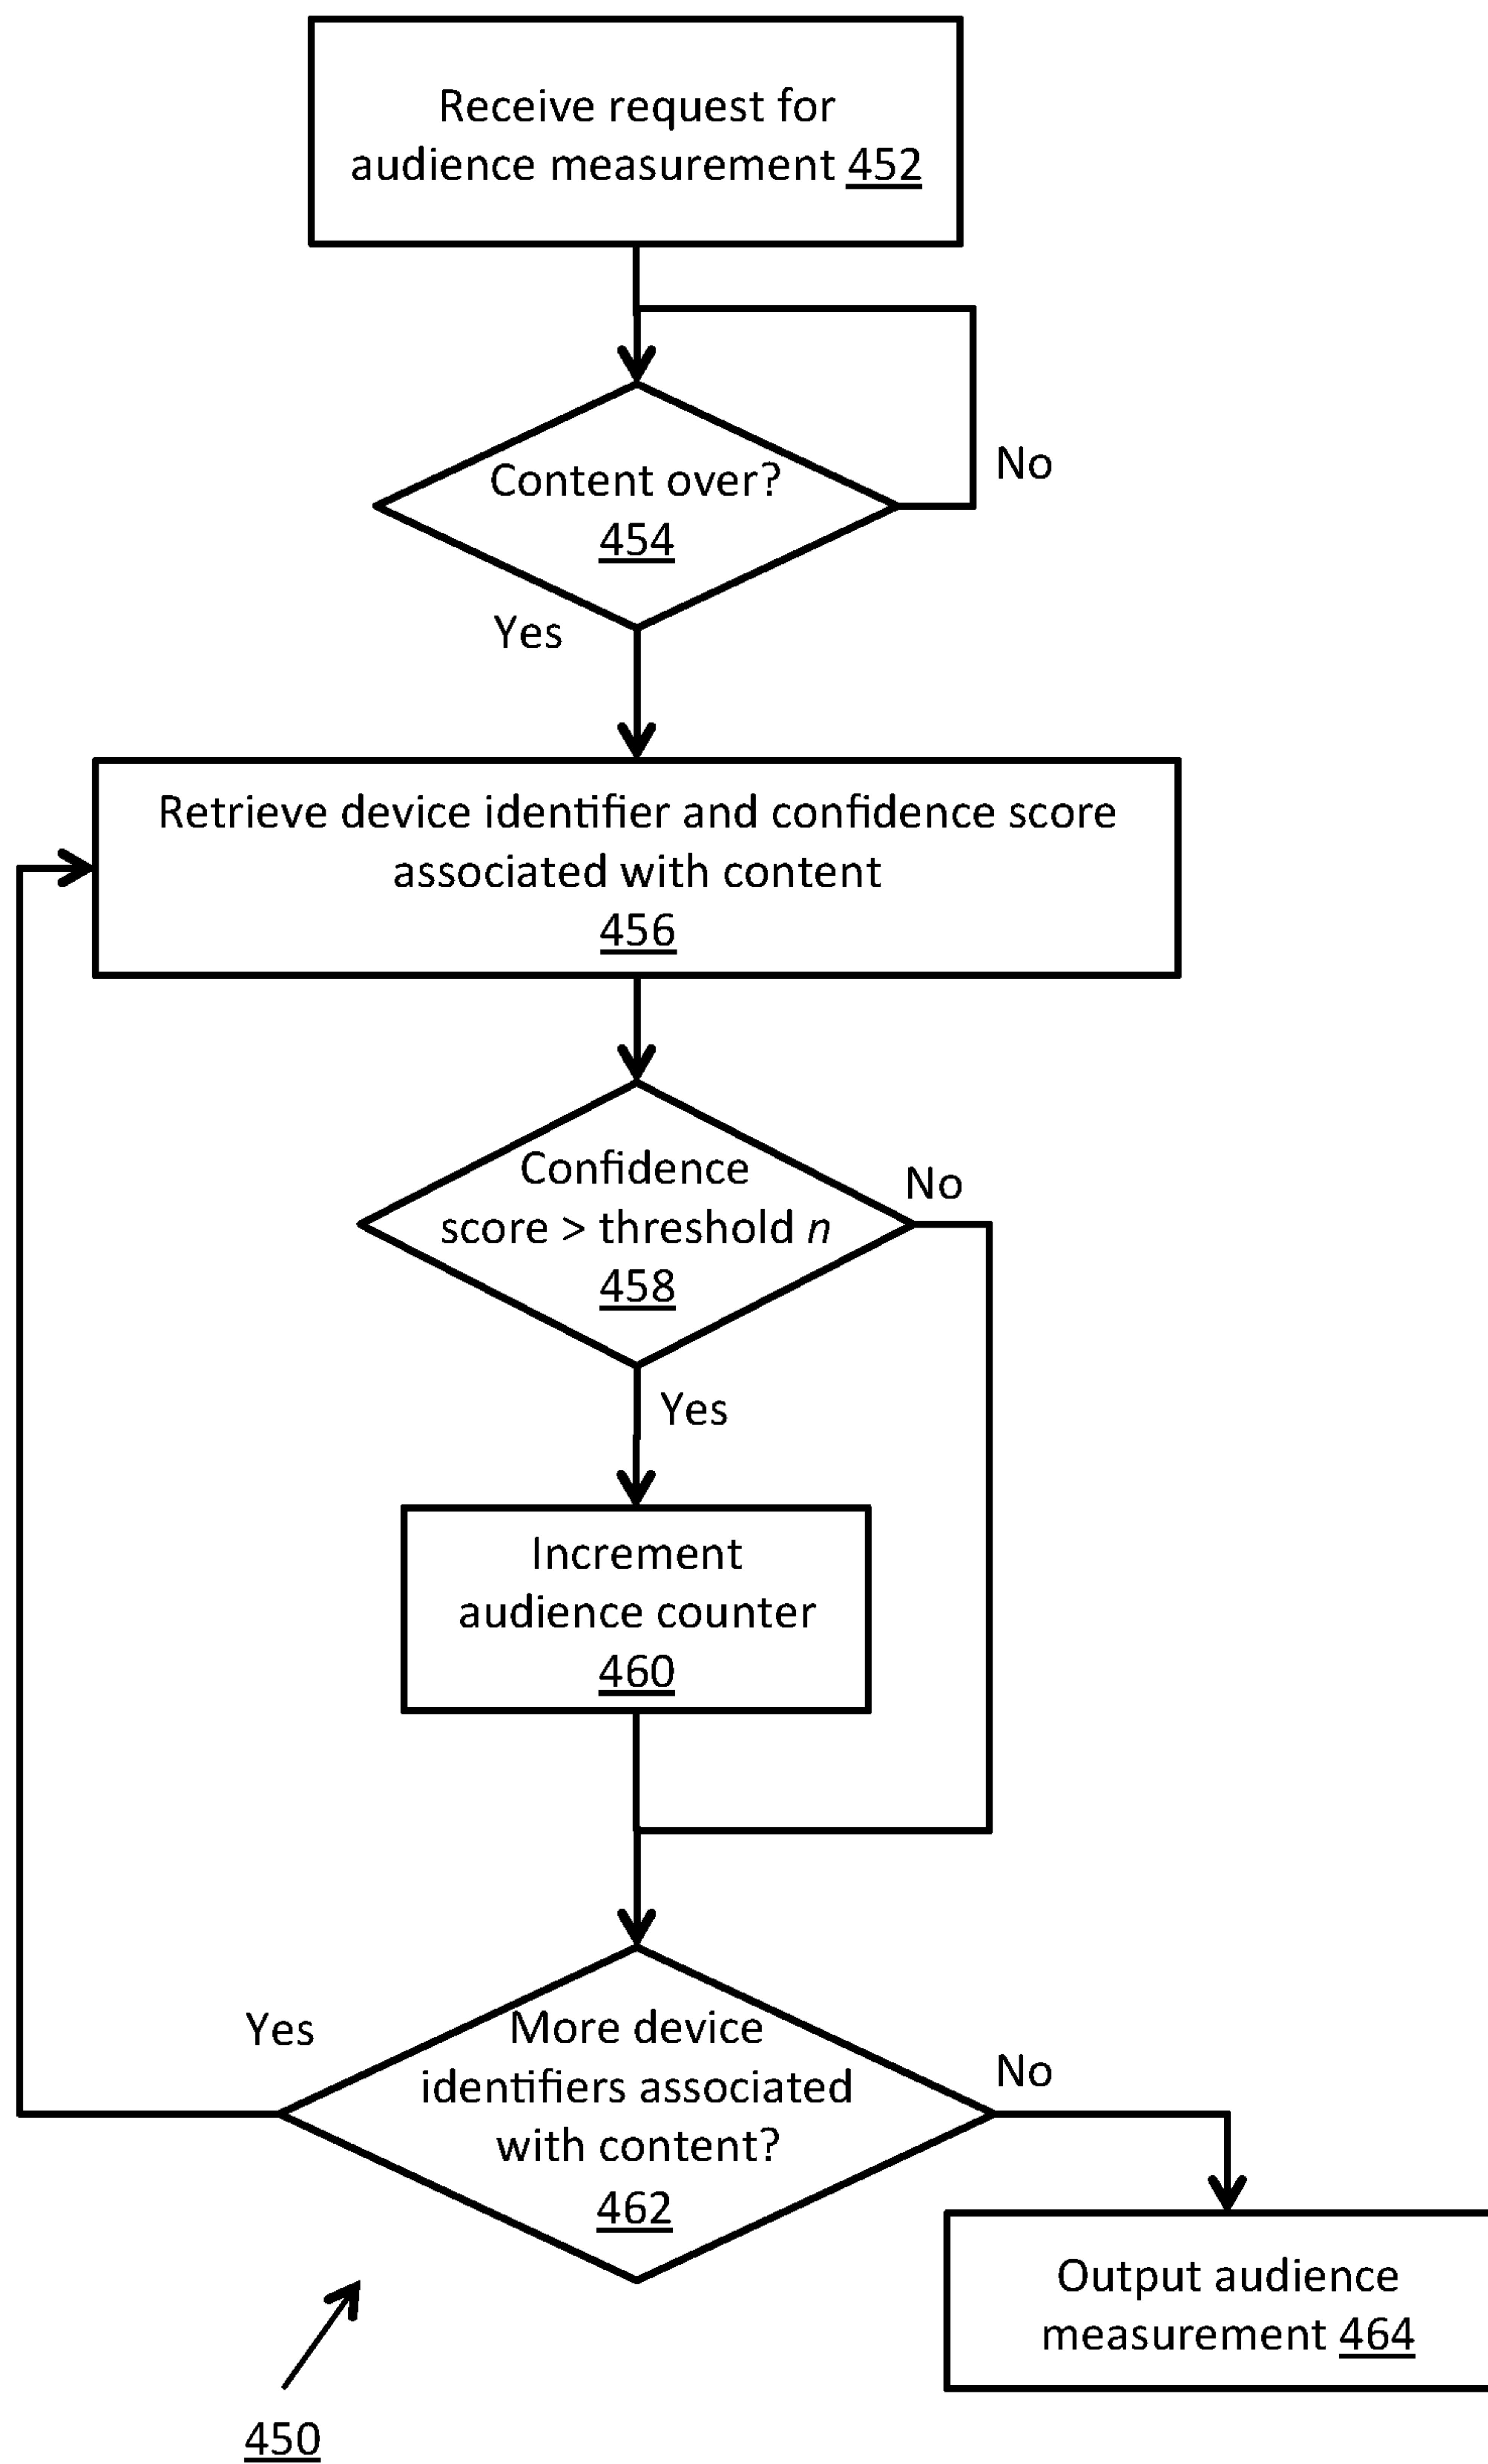 Receive request for
audience measurement 452
Content over?
454
No
Yes
Retrieve device identifier and confidence score
associated with content
456
Confidence
score > threshold n
458
No
Yes
Increment
audience counter
460
More device
identifiers associated
with content?
462
Yes
No
Output audience
measurement 464
450